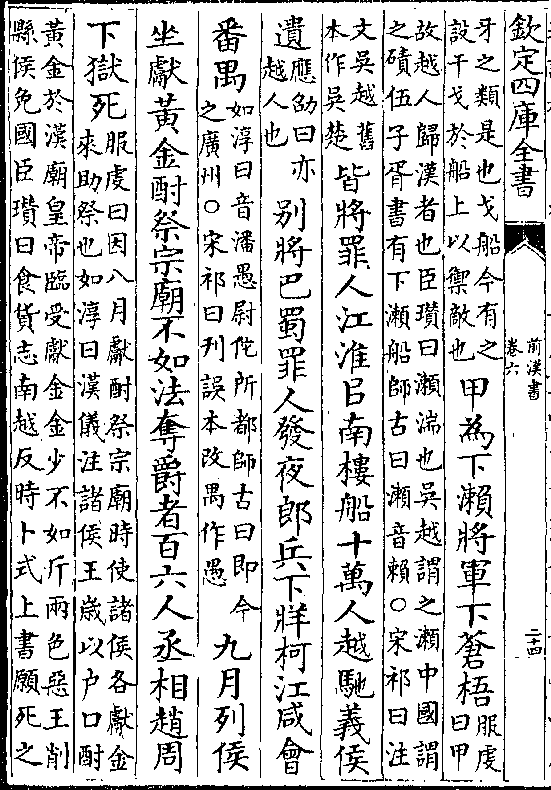 欽定四庫全書
前漢書
卷六
二十四
牙之類是也戈船今有之
設干戈於船上以禦敵也
甲為下瀨將軍下蒼梧
服虔
曰甲
故越人歸漢者也臣瓚曰瀨湍也吳越謂之瀨中國謂
之磧伍子胥書有下瀨船師古曰瀨音賴○宋祁曰注
文吳越舊
本作吳楚
皆將罪人江淮㠯南樓船十萬人越馳義侯
遺
應劭曰亦
越人也
別將巴蜀罪人發夜郎兵下牂柯江咸會
番禺
如淳曰音潘愚尉佗所都師古曰即今
之廣州○宋祁曰刊誤本改禺作愚
九月列侯
坐獻黃金酎祭宗廟不如法奪爵者百六人丞相趙周
下獄死
服虔曰因八月獻酎祭宗廟時使諸侯各獻金
來助祭也如淳曰漢儀注諸侯王歲以户口酎
黃金於漢廟皇帝臨受獻金金少不如斤兩色惡王削
縣侯免國臣瓚曰食貨志南越反時卜式上書願死之